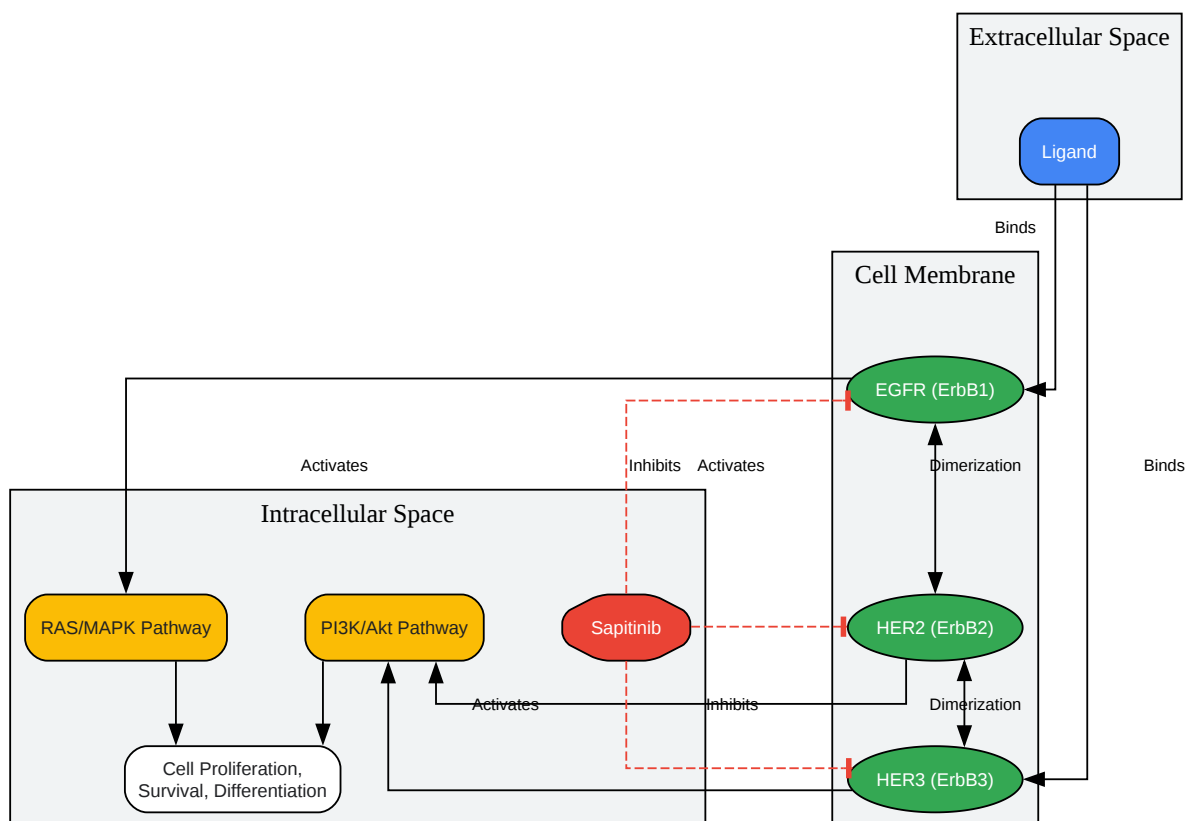 Extracellular Space
Ligand
Binds
Cell Membrane
EGFR (ErbB1)
Activates
Inhibits
Activates
Dimerization
Binds
Intracellular Space
RAS/MAPK Pathway
PI3K/Akt Pathway
Sapitinib
HER2 (ErbB2)
Activates
Inhibits
Dimerization
Cell Proliferation,
Survival, Differentiation
HER3 (ErbB3)